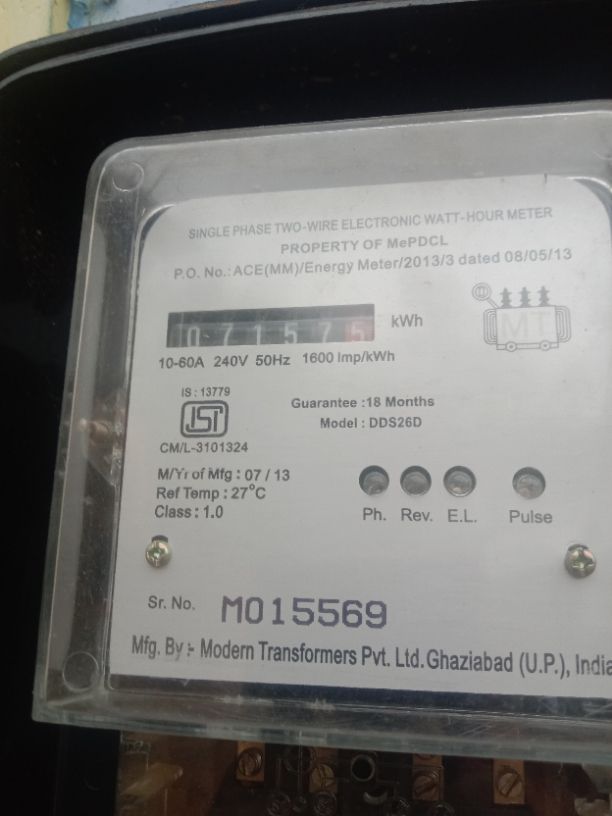 SINGLE PHASE TWO-WIRE ELECTRONIC WATT-HOUR METER
PROPERTY OF MePDCL
P.O. No.:ACE(MM)/Energy Meter/2013/3 dated 08/05/13
071575 kWh
MT
10-60A 240V 50Hz 1600 Imp/kWh
IS : 13779
ISI
CM/L-3101324
Guarantee :18 Months
Model : DDS26D
M/Yr of Mfg : 07 / 13
Ref Temp : 27°C
Class : 1.0
Ph. Rev. E.L. Pulse
Sr. No. M015569
Mfg. By :- Modern Transformers Pvt. Ltd. Ghaziabad (U.P.), India